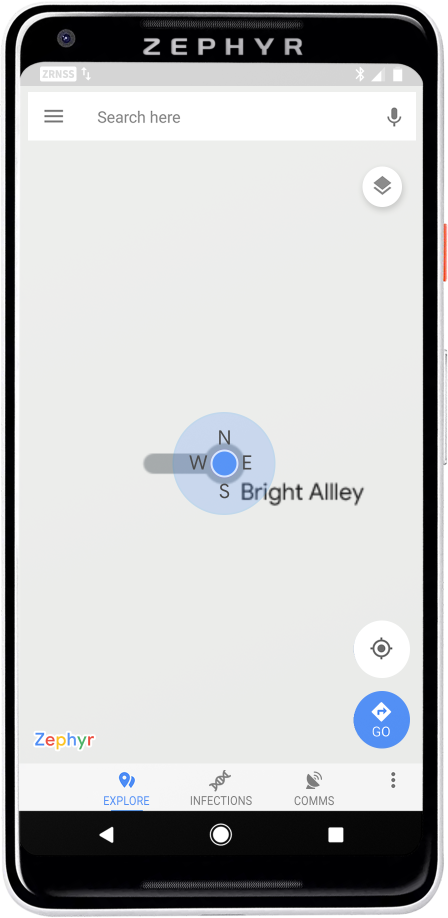 ZEPHYR
ZRNSS
Search here
N
W E
S Bright Allley
GO
Zephyr
EXPLORE INFECTIONS COMMS